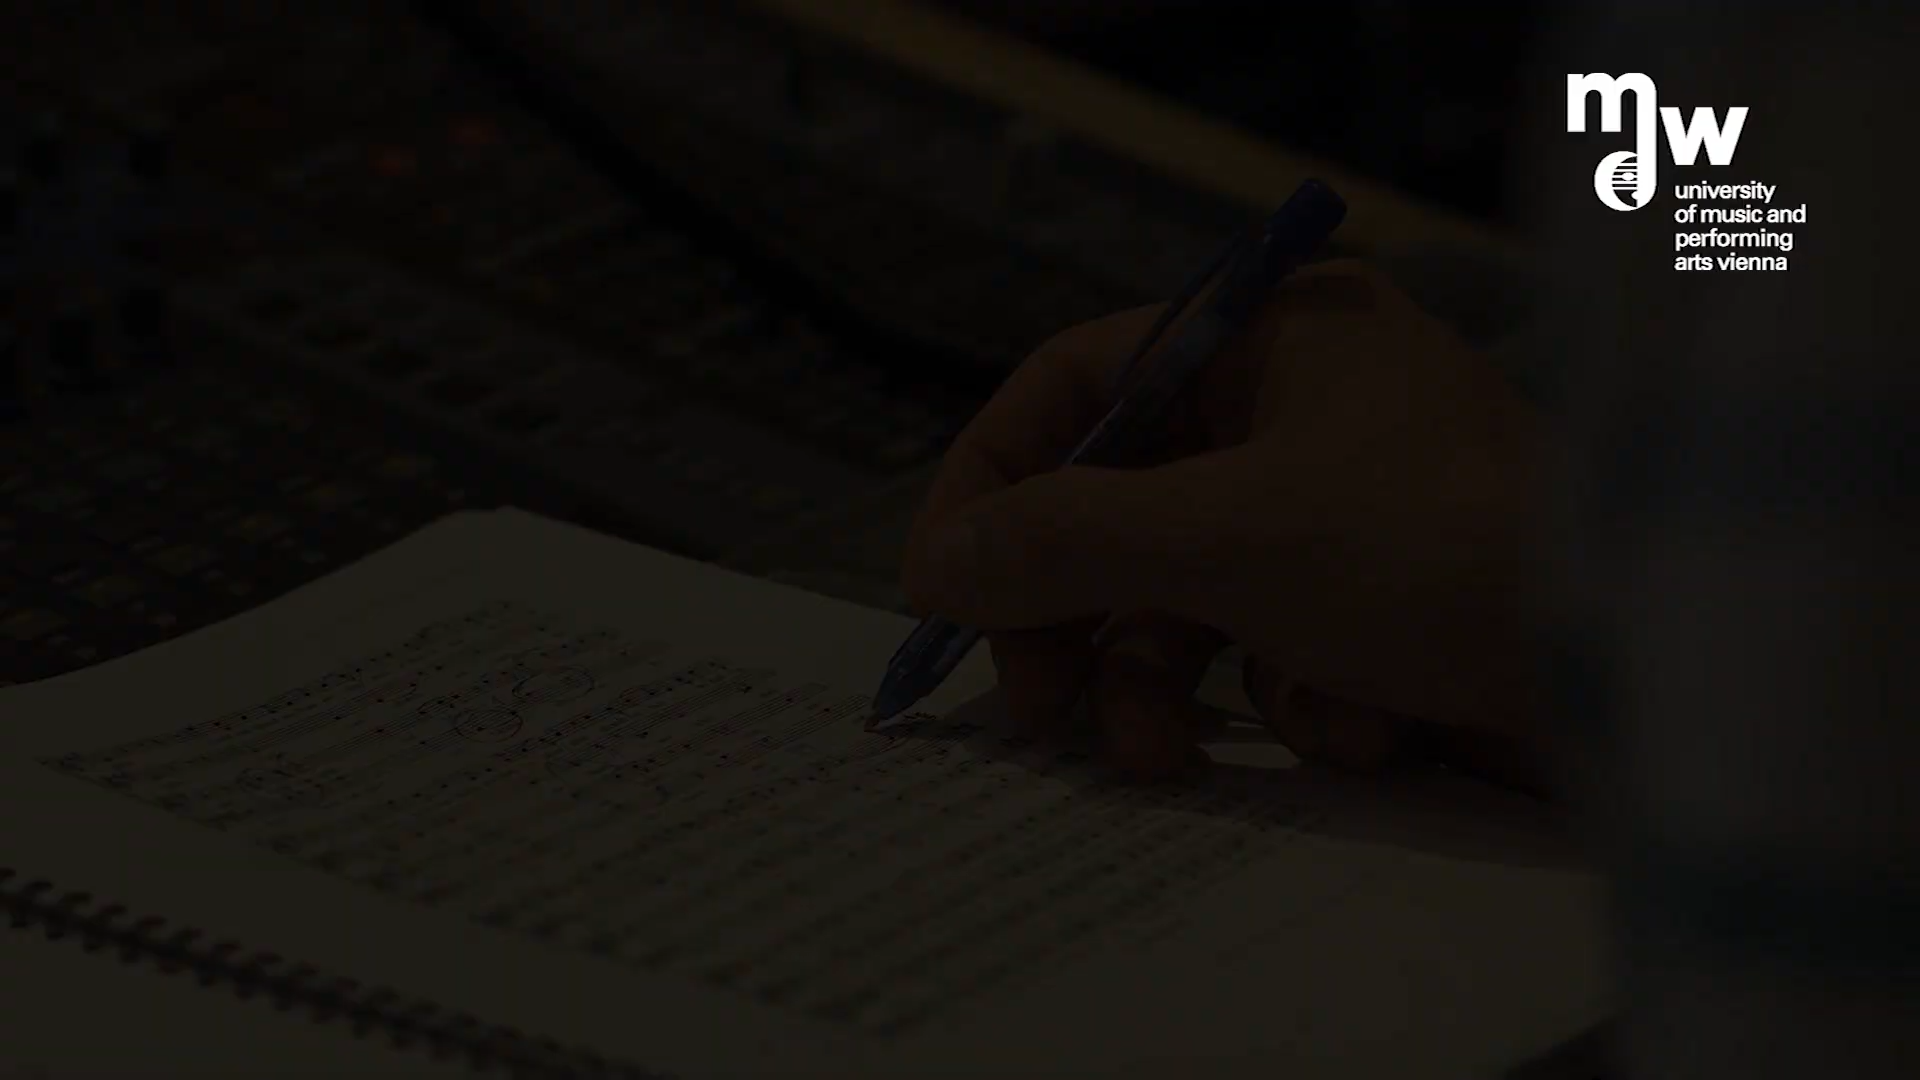 mdw
university
of music and
performing
arts vienna